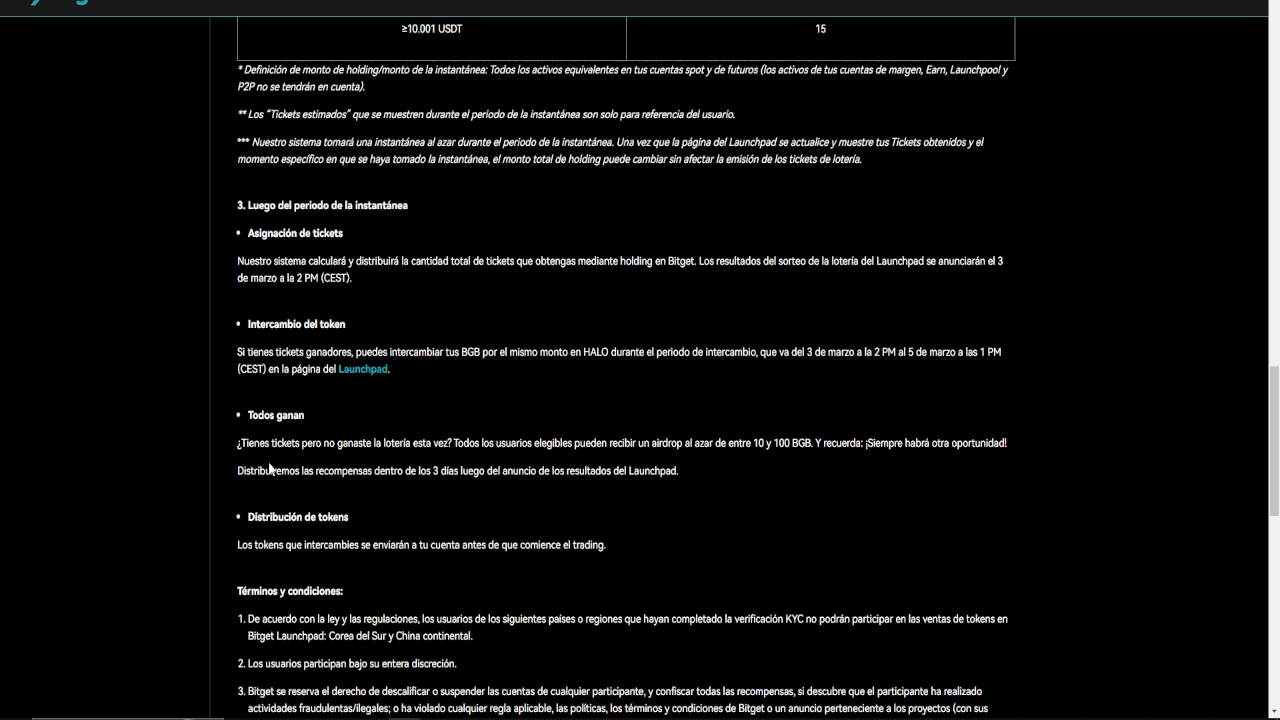 ≥10.001 USDT 15
* Definición de monto de holding/monto de la instantánea: Todos los activos equivalentes en tus cuentas spot y de futuros (los activos de tus cuentas de margen, Earn, Launchpool y
P2P no se tendrán en cuenta).
** Los “Tickets estimados” que se muestren durante el periodo de la instantánea son solo para referencia del usuario.
*** Nuestro sistema tomará una instantánea al azar durante el periodo de la instantánea. Una vez que la página del Launchpad se actualice y muestre tus Tickets obtenidos y el
momento específico en que se haya tomado la instantánea, el monto total de holding puede cambiar sin afectar la emisión de los tickets de lotería.
3. Luego del periodo de la instantánea
• Asignación de tickets
Nuestro sistema calculará y distribuirá la cantidad total de tickets que obtengas mediante holding en Bitget. Los resultados del sorteo de la lotería del Launchpad se anunciarán el 3
de marzo a la 2 PM (CEST).
• Intercambio del token
Si tienes tickets ganadores, puedes intercambiar tus BGB por el mismo monto en HALO durante el periodo de intercambio, que va del 3 de marzo a la 2 PM al 5 de marzo a las 1 PM
(CEST) en la página del Launchpad.
• Todos ganan
¿Tienes tickets pero no ganaste la lotería esta vez? Todos los usuarios elegibles pueden recibir un airdrop al azar de entre 10 y 100 BGB. Y recuerda: ¡Siempre habrá otra oportunidad!
Distribuiremos las recompensas dentro de los 3 días luego del anuncio de los resultados del Launchpad.
• Distribución de tokens
Los tokens que intercambies se enviarán a tu cuenta antes de que comience el trading.
Términos y condiciones:
1. De acuerdo con la ley y las regulaciones, los usuarios de los siguientes países o regiones que hayan completado la verificación KYC no podrán participar en las ventas de tokens en
Bitget Launchpad: Corea del Sur y China continental.
2. Los usuarios participan bajo su entera discreción.
3. Bitget se reserva el derecho de descalificar o suspender las cuentas de cualquier participante, y confiscar todas las recompensas, si descubre que el participante ha realizado
actividades fraudulentas/ilegales; o ha violado cualquier regla aplicable, las políticas, los términos y condiciones de Bitget o un anuncio perteneciente a los proyectos (con sus